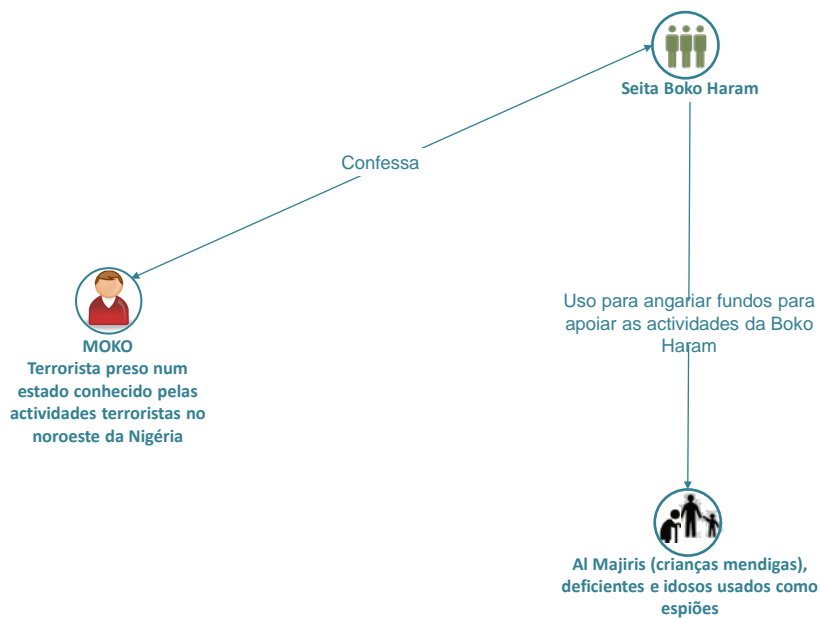 Seita Boko Haram
Confessa
MOKO
Terrorista preso num
estado conhecido pelas
actividades terroristas no
noroeste da Nigéria
Uso para angariar fundos para
apoiar as actividades da Boko
Haram
Al Majiris (crianças mendigas),
deficientes e idosos usados como
espiões